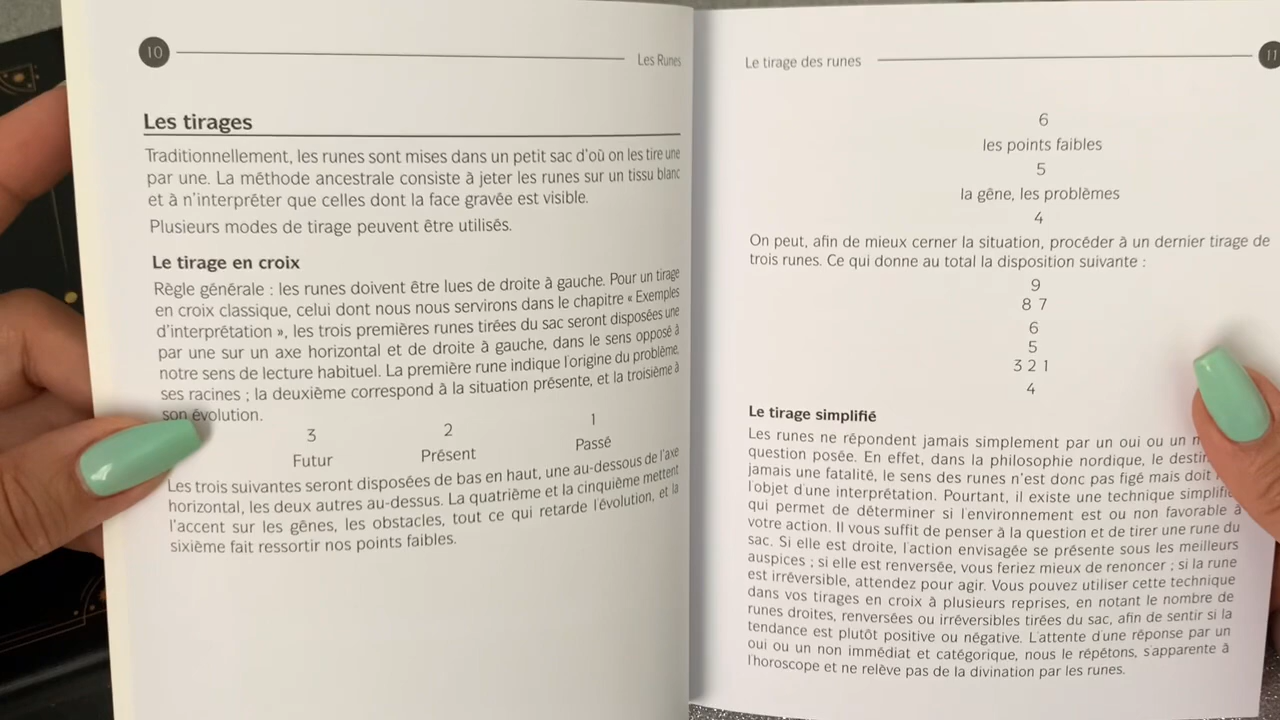 10
Les Runes
Les tirages
Traditionnellement, les runes sont mises dans un petit sac d'où on les tire une
par une. La méthode ancestrale consiste à jeter les runes sur un tissu blanc
et à n'interpréter que celles dont la face gravée est visible.
Plusieurs modes de tirage peuvent être utilisés.
Le tirage en croix
Règle générale : les runes doivent être lues de droite à gauche. Pour un tirage
en croix classique, celui dont nous nous servirons dans le chapitre « Exemples
d'interprétation », les trois premières runes tirées du sac seront disposées une
par une sur un axe horizontal et de droite à gauche, dans le sens opposé à
notre sens de lecture habituel. La première rune indique l'origine du problème,
ses racines ; la deuxième correspond à la situation présente, et la troisième à
son évolution.
3 2 1
Futur Présent Passé
Les trois suivantes seront disposées de bas en haut, une au-dessous de l'axe
horizontal, les deux autres au-dessus. La quatrième et la cinquième mettent
l'accent sur les gênes, les obstacles, tout ce qui retarde l'évolution, et la
sixième fait ressortir nos points faibles.
Le tirage des runes
11
6
les points faibles
5
la gêne, les problèmes
4
On peut, afin de mieux cerner la situation, procéder à un dernier tirage de
trois runes. Ce qui donne au total la disposition suivante :
9
8 7
6
5
3 2 1
4
Le tirage simplifié
Les runes ne répondent jamais simplement par un oui ou un
question posée. En effet, dans la philosophie nordique, le
jamais une fatalité, le sens des runes n'est donc pas figé mais doit
l'objet d'une interprétation. Pourtant, il existe une technique
qui permet de déterminer si l'environnement est ou non favorable à
votre action. Il vous suffit de penser à la question et de tirer une rune du
sac. Si elle est droite, l'action envisagée se présente sous les meilleurs
auspices ; si elle est renversée, vous feriez mieux de renoncer ; si la rune
est irréversible, attendez pour agir. Vous pouvez utiliser cette technique
dans vos tirages en croix à plusieurs reprises, en notant le nombre de
runes droites, renversées ou irréversibles tirées du sac, afin de sentir si la
tendance est plutôt positive ou négative. L'attente d'une réponse par un
oui ou un non immédiat et catégorique, nous le répétons, s'apparente à
l'horoscope et ne relève pas de la divination par les runes.